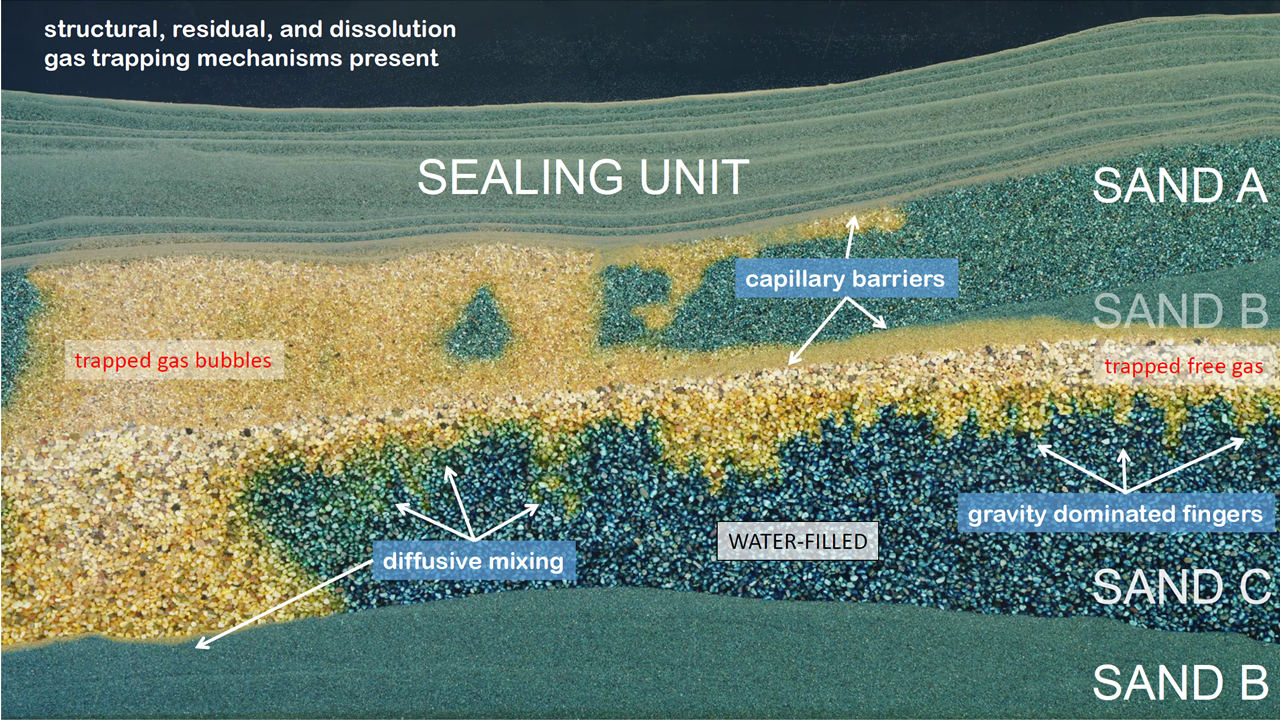 structural, residual, and dissolution
gas trapping mechanisms present
SEALING UNIT
SAND A
capillary barriers
SAND B
trapped gas bubbles
trapped free gas
gravity dominated fingers
WATER-FILLED
diffusive mixing
SAND C
SAND B